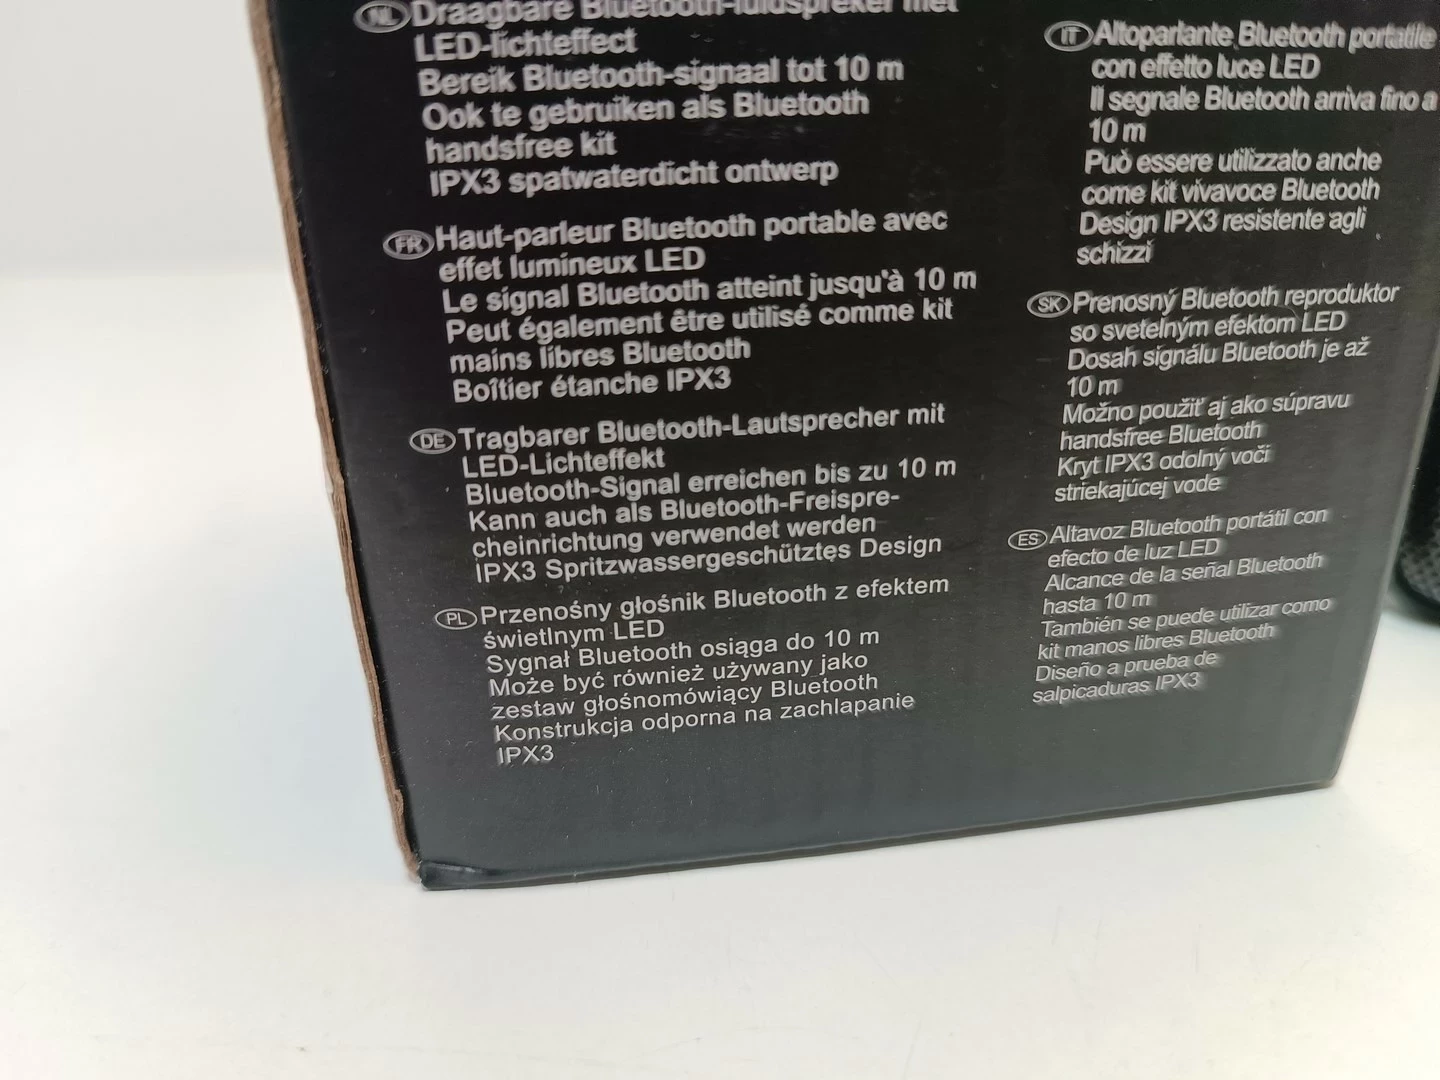 NL Draagbare Bluetooth-luidspreker met
LED-lichteffect
Bereik Bluetooth-signaal tot 10 m
Ook te gebruiken als Bluetooth
handsfree kit
IPX3 spatwaterdicht ontwerp
FR Haut-parleur Bluetooth portable avec
effet lumineux LED
Le signal Bluetooth atteint jusqu'à 10 m
Peut également être utilisé comme kit
mains libres Bluetooth
Boîtier étanche IPX3
DE Tragbarer Bluetooth-Lautsprecher mit
LED-Lichteffekt
Bluetooth-Signal erreichen bis zu 10 m
Kann auch als Bluetooth-Freispre-
cheinrichtung verwendet werden
IPX3 Spritzwassergeschütztes Design
PL Przenośny głośnik Bluetooth z efektem
świetlnym LED
Sygnał Bluetooth osiąga do 10 m
Może być również używany jako
zestaw głośnomówiący Bluetooth
Konstrukcja odporna na zachlapanie
IPX3
IT Altoparlante Bluetooth portatile
con effetto luce LED
Il segnale Bluetooth arriva fino a
10 m
Può essere utilizzato anche
come kit vivavoce Bluetooth
Design IPX3 resistente agli
schizzi
SK Prenosný Bluetooth reproduktor
so svetelným efektom LED
Dosah signálu Bluetooth je až
10 m
Možno použiť aj ako súpravu
handsfree Bluetooth
Kryt IPX3 odolný voči
striekajúcej vode
ES Altavoz Bluetooth portátil con
efecto de luz LED
Alcance de la señal Bluetooth
hasta 10 m
También se puede utilizar como
kit manos libres Bluetooth
Diseño a prueba de
salpicaduras IPX3